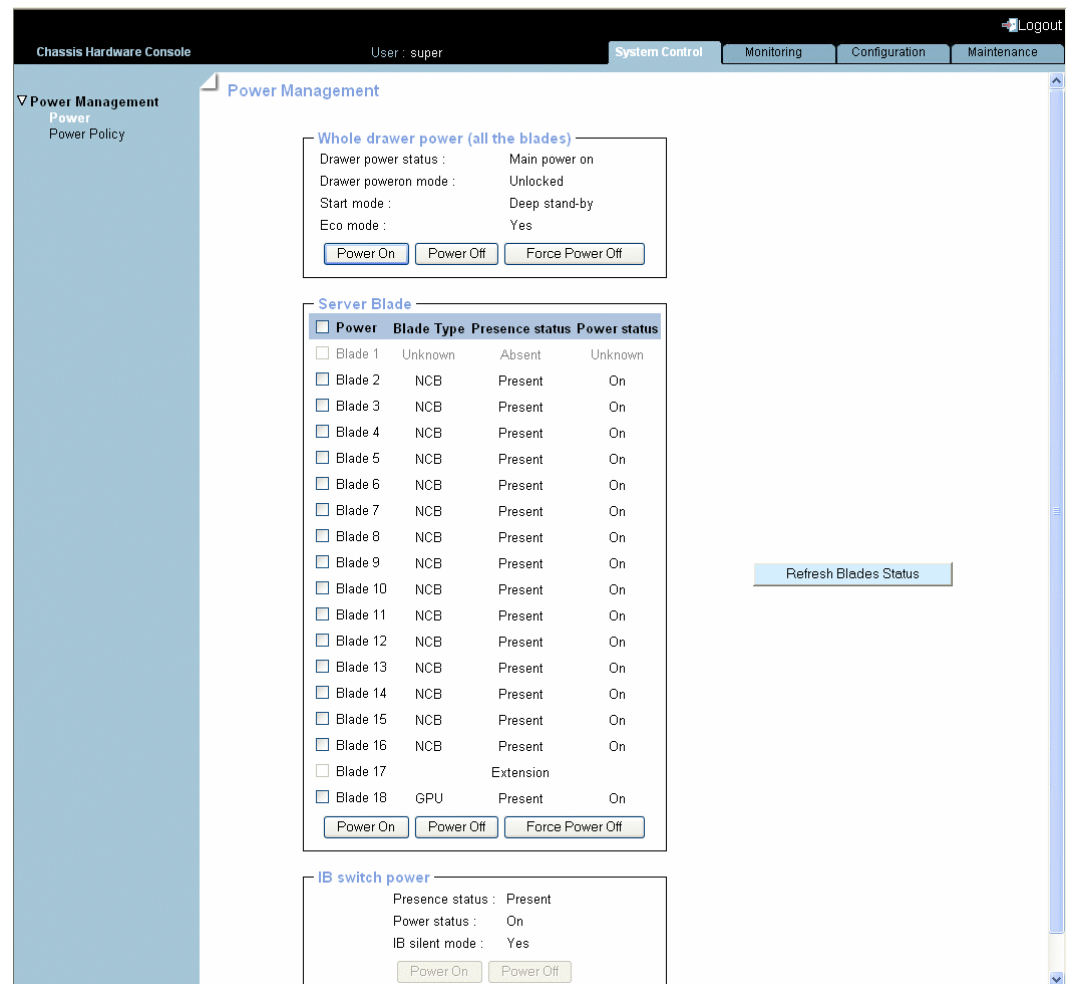 Logout
Chassis Hardware Console User : super System Control Monitoring Configuration Maintenance
Power Management
Power
Power Policy
Power Management
Whole drawer power (all the blades)
Drawer power status : Main power on
Drawer poweron mode : Unlocked
Start mode : Deep stand-by
Eco mode : Yes
Power On Power Off Force Power Off
Server Blade
Power Blade Type Presence status Power status
Blade 1 Unknown Absent Unknown
Blade 2 NCB Present On
Blade 3 NCB Present On
Blade 4 NCB Present On
Blade 5 NCB Present On
Blade 6 NCB Present On
Blade 7 NCB Present On
Blade 8 NCB Present On
Blade 9 NCB Present On
Refresh Blades Status
Blade 10 NCB Present On
Blade 11 NCB Present On
Blade 12 NCB Present On
Blade 13 NCB Present On
Blade 14 NCB Present On
Blade 15 NCB Present On
Blade 16 NCB Present On
Blade 17 Extension
Blade 18 GPU Present On
Power On Power Off Force Power Off
IB switch power
Presence status : Present
Power status : On
IB silent mode : Yes
Power On Power Off